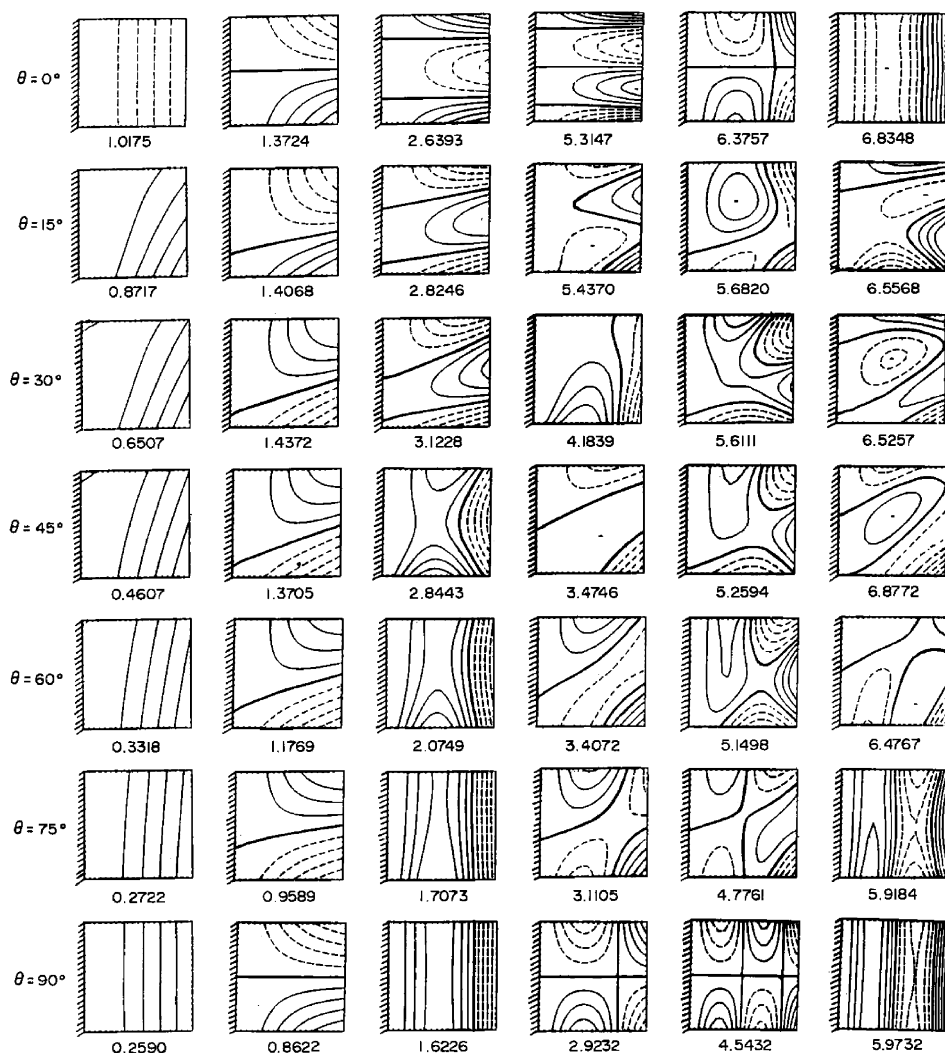 θ = 0°
1.0175 1.3724 2.6393 5.3147 6.3757 6.8348
θ = 15°
0.8717 1.4068 2.8246 5.4370 5.6820 6.5568
θ = 30°
0.6507 1.4372 3.1228 4.1839 5.6111 6.5257
θ = 45°
0.4607 1.3705 2.8443 3.4746 5.2594 6.8772
θ = 60°
0.3318 1.1769 2.0749 3.4072 5.1498 6.4767
θ = 75°
0.2722 0.9589 1.7073 3.1105 4.7761 5.9184
θ = 90°
0.2590 0.8622 1.6226 2.9232 4.5432 5.9732